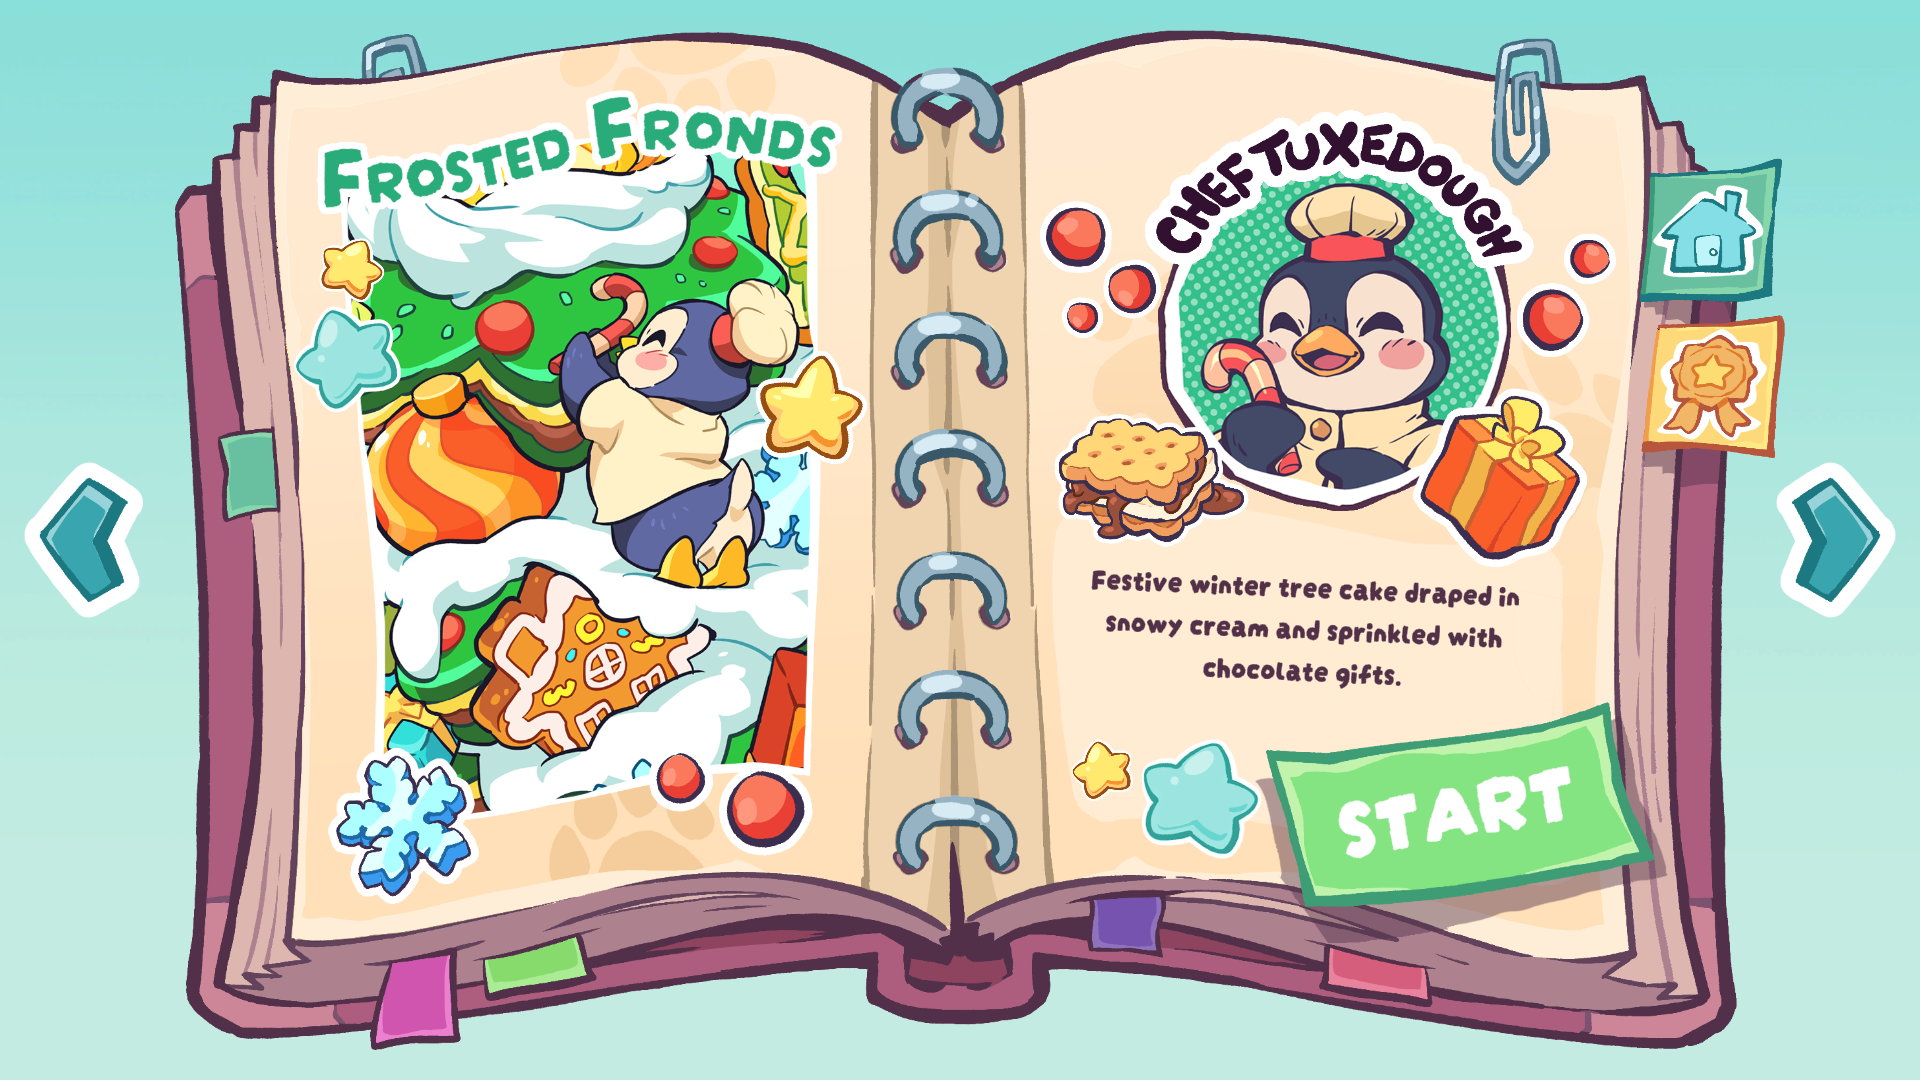 FROSTED FRONDS
CHEF TUXEDOUGH
Festive winter tree cake draped in
snowy cream and sprinkled with
chocolate gifts.
START